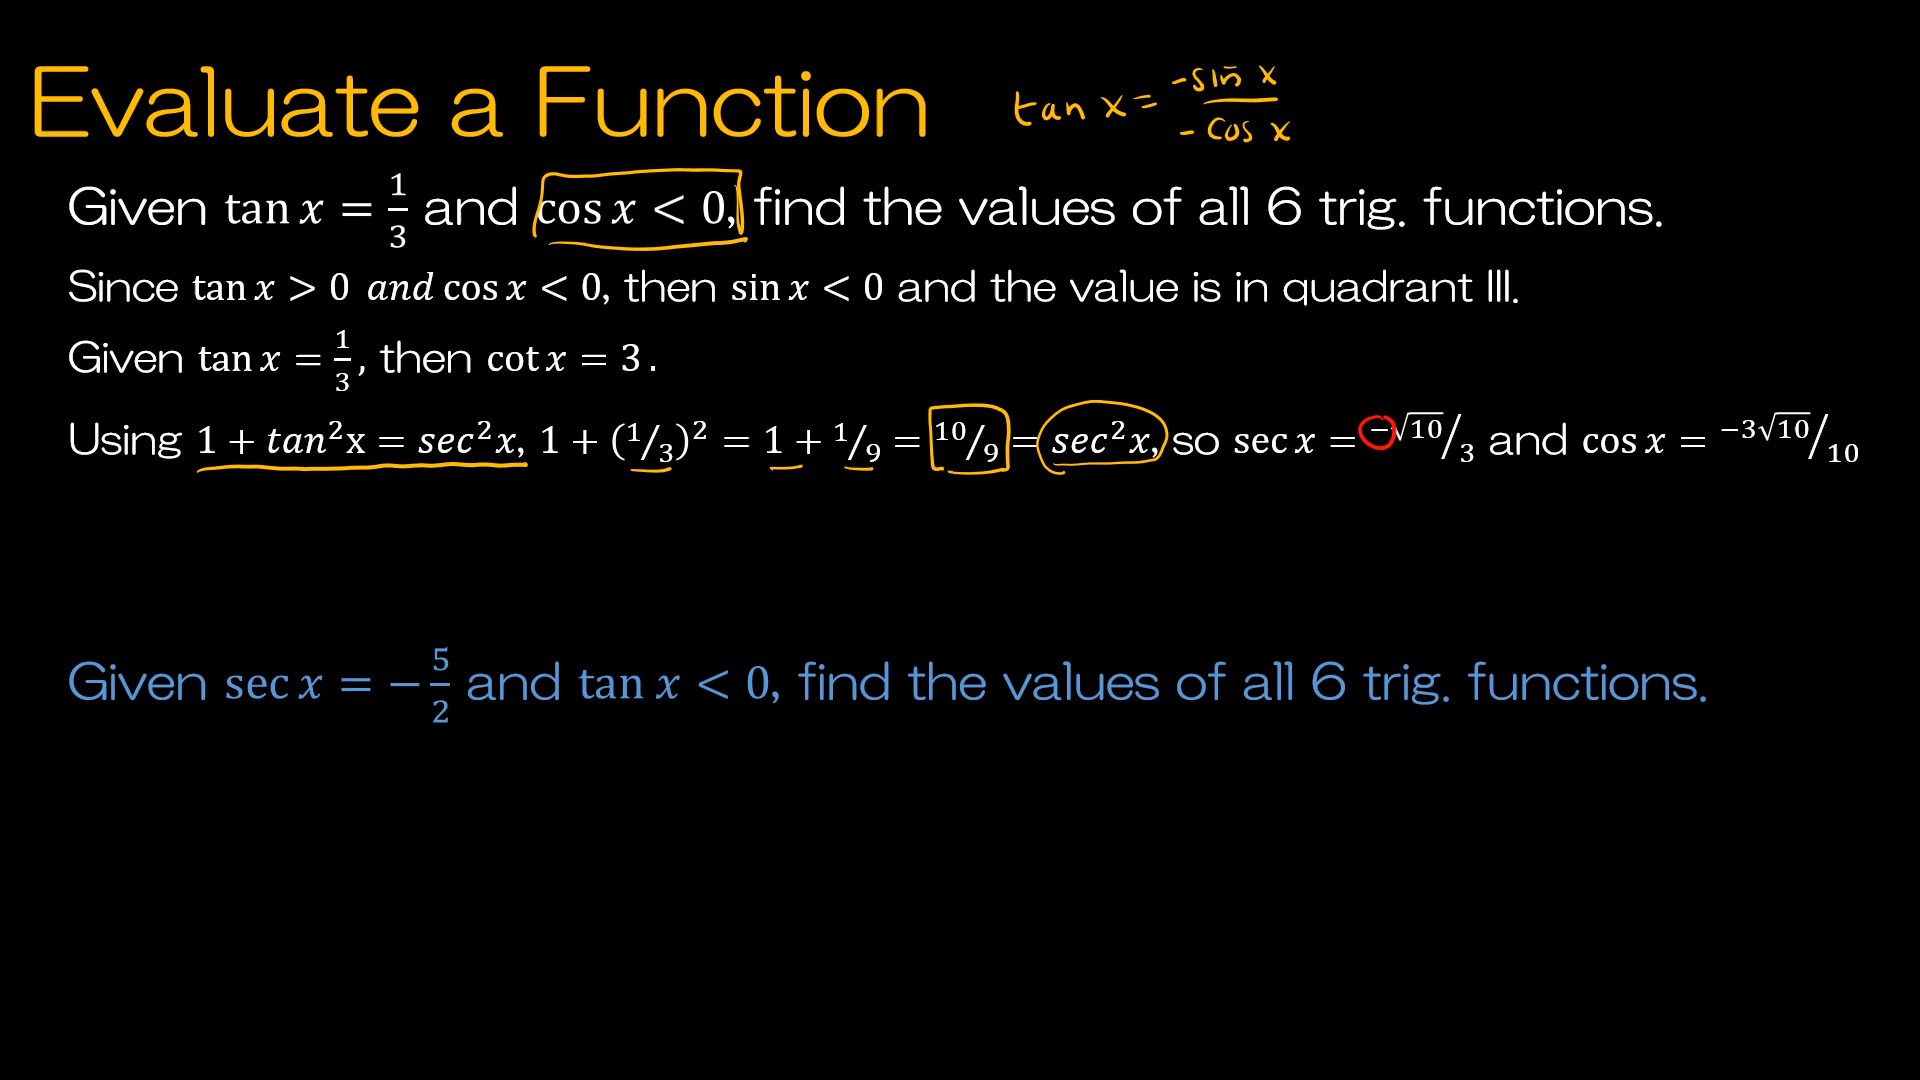 Evaluate a Function
tan x = -sin x / -cos x
Given tan x = 1/3 and cos x < 0, find the values of all 6 trig. functions.
Since tan x > 0 and cos x < 0, then sin x < 0 and the value is in quadrant III.
Given tan x = 1/3, then cot x = 3.
Using 1 + tan²x = sec²x, 1 + (1/3)² = 1 + 1/9 = 10/9 = sec²x, so sec x = −√10/3 and cos x = −3√10/10
Given sec x = −5/2 and tan x < 0, find the values of all 6 trig. functions.